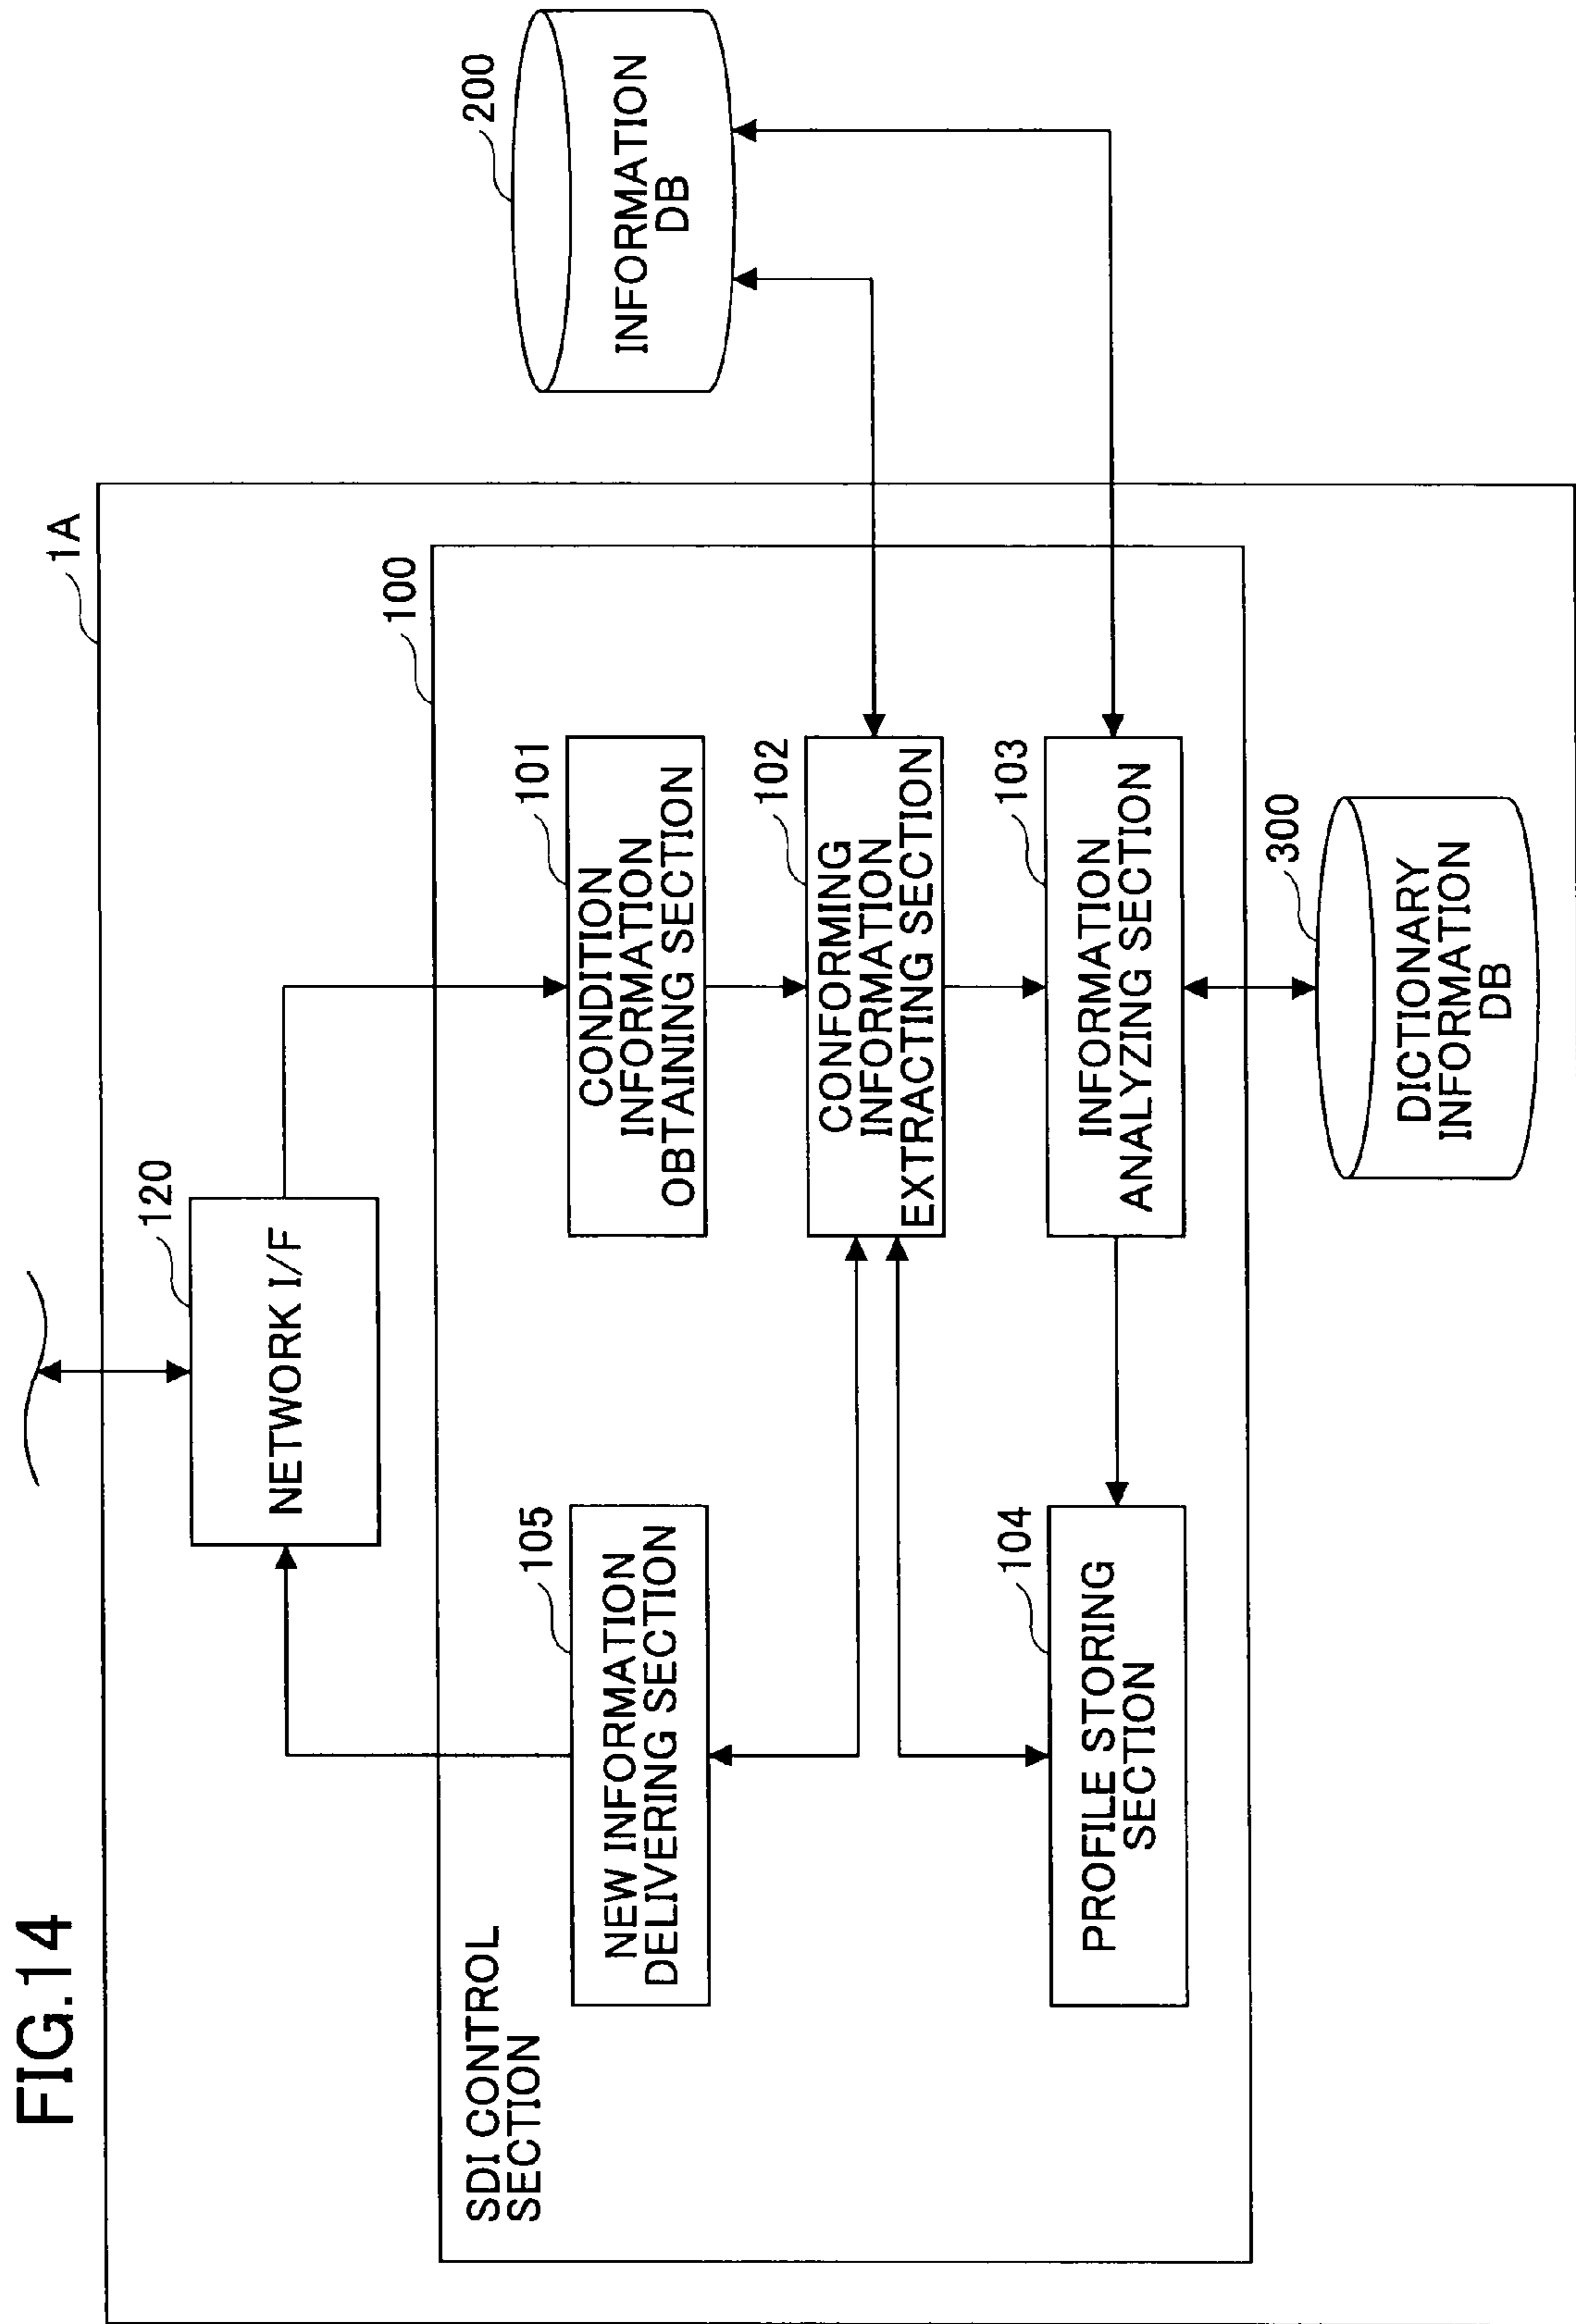 FIG.14
1A
120
NETWORK I/F
100
SDI CONTROL
SECTION
105
NEW INFORMATION
DELIVERING SECTION
101
CONDITION
INFORMATION
OBTAINING SECTION
200
INFORMATION
DB
102
CONFORMING
INFORMATION
EXTRACTING SECTION
104
PROFILE STORING
SECTION
103
INFORMATION
ANALYZING SECTION
300
DICTIONARY
INFORMATION
DB